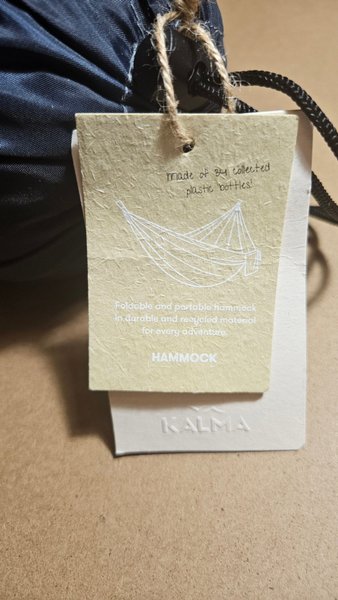 made of 84 collected
plastic bottles!
Foldable and portable hammock
in durable and recycled material
for every adventure.
HAMMOCK
KALMA